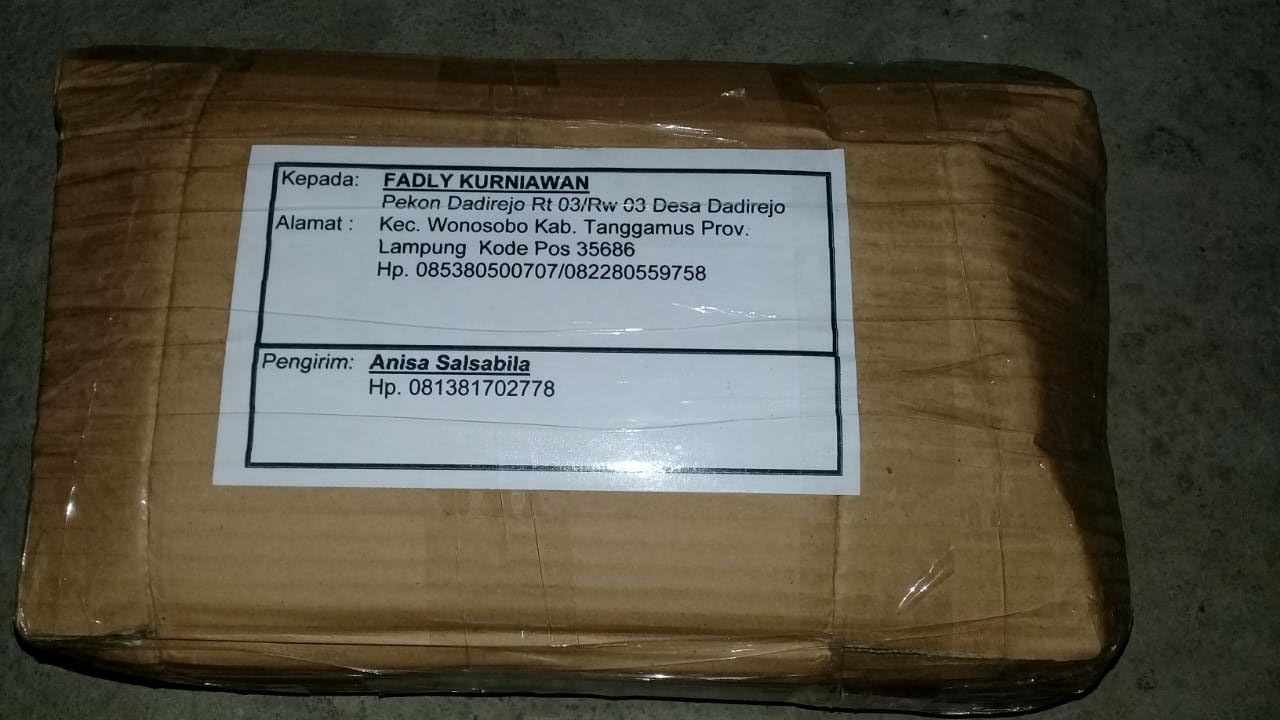 Kepada: FADLY KURNIAWAN
Pekon Dadirejo Rt 03/Rw 03 Desa Dadirejo
Alamat : Kec. Wonosobo Kab. Tanggamus Prov.
Lampung Kode Pos 35686
Hp. 085380500707/082280559758
Pengirim: Anisa Salsabila
Hp. 081381702778